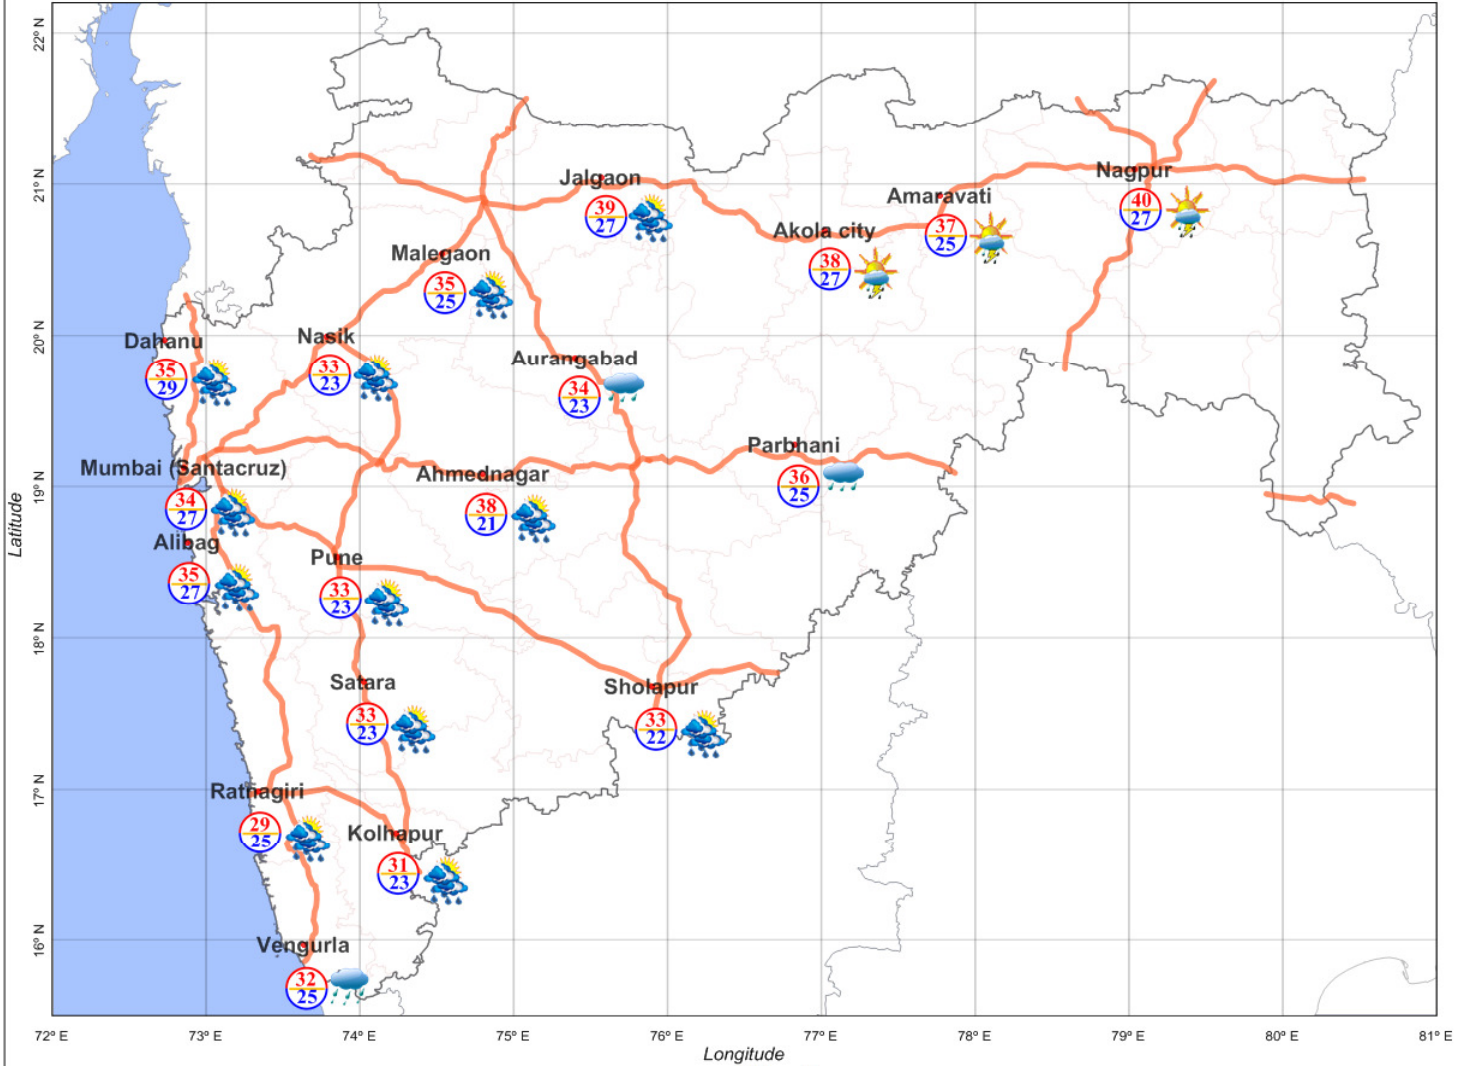 22° N
21° N
20° N
19° N
18° N
17° N
16° N
Latitude
Nagpur
40
27
Jalgaon
39
27
Amaravati
37
25
Akola city
38
27
Malegaon
35
25
Dahanu
35
29
Nasik
33
23
Aurangabad
34
23
Parbhani
36
25
Mumbai (Santacruz)
34
27
Ahmednagar
38
21
Alibag
35
27
Pune
33
23
Satara
33
23
Sholapur
33
22
Ratnagiri
29
25
Kolhapur
31
23
Vengurla
32
25
72° E 73° E 74° E 75° E 76° E 77° E 78° E 79° E 80° E 81° E
Longitude